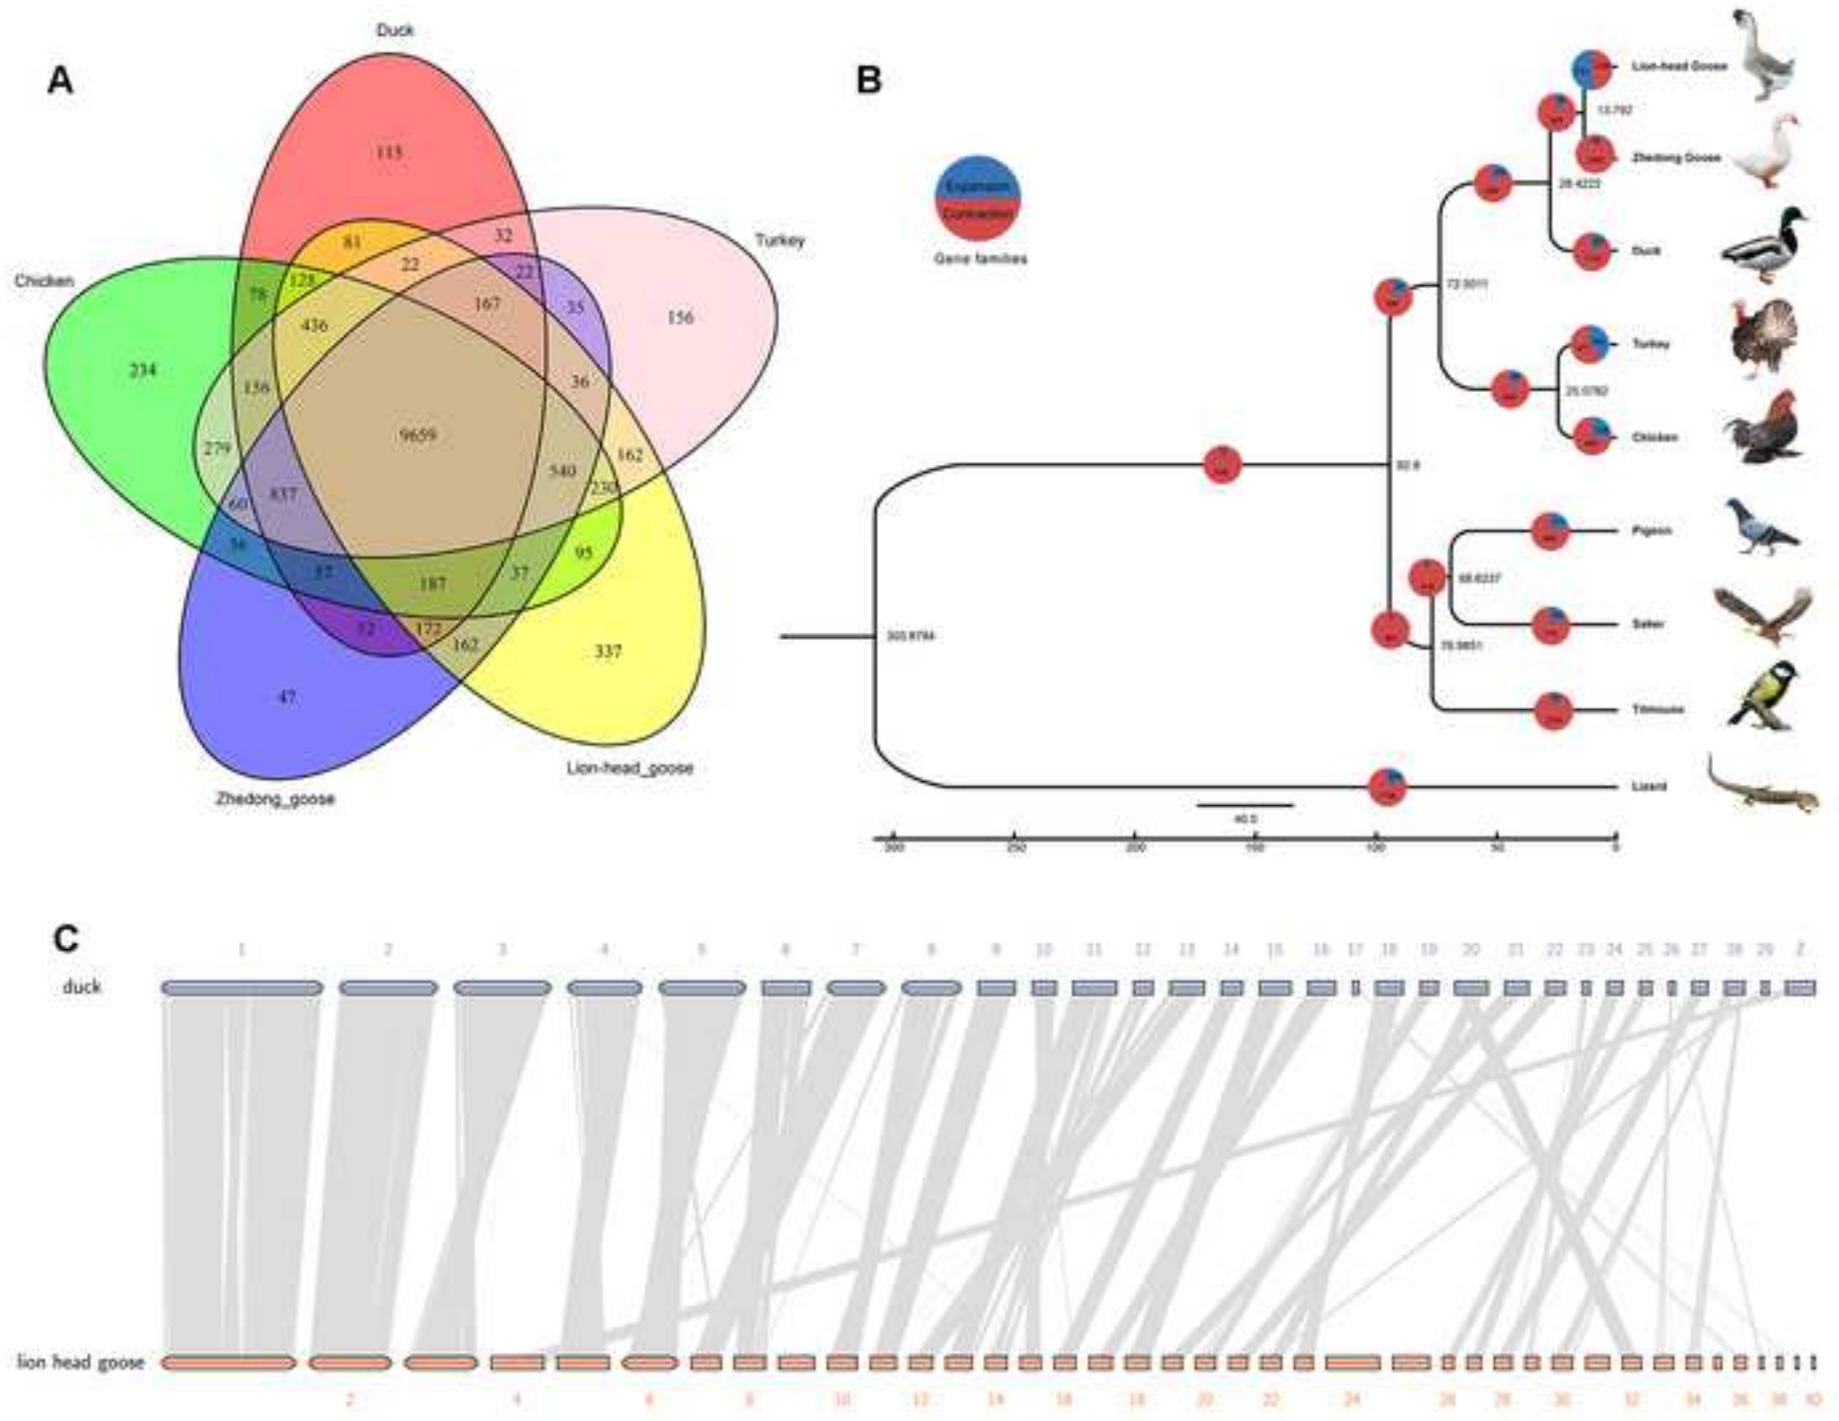 A
Duck
Turkey
Chicken
Zhedong_goose
Lion-head_goose
115
32
81
22
22
128
78
167
35
156
436
234
156
36
9659
279
162
540
230
837
60
56
95
37
187
12
172
162
337
47
B
Expansion
Contraction
Gene families
Lion-head Goose
Zhedong Goose
Duck
Turkey
Chicken
Pigeon
Saker
Titmouse
Lizard
92.9
40.0
300
250
200
150
100
50
0
C
1 2 3 4 5 6 7 8 9 10 11 12 13 14 15 16 17 18 19 20 21 22 23 24 25 26 27 28 29 Z
duck
lion head goose
2 4 6 8 10 12 14 16 18 20 22 24 26 28 30 32 34 36 38 40